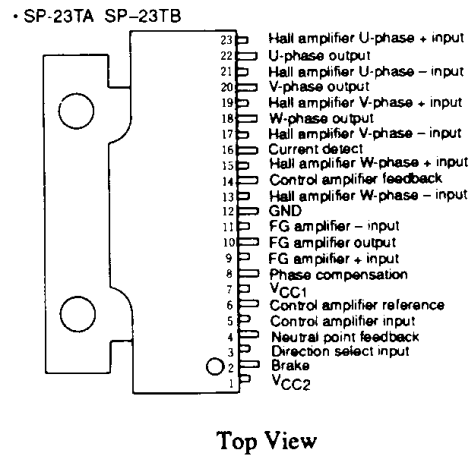 • SP-23TA SP–23TB
23 Hall amplifier U-phase + input
22 U-phase output
21 Hall amplifier U-phase – input
20 V-phase output
19 Hall amplifier V-phase + input
18 W-phase output
17 Hall amplifier V-phase – input
16 Current detect
15 Hall amplifier W-phase + input
14 Control amplifier feedback
13 Hall amplifier W-phase – input
12 GND
11 FG amplifier – input
10 FG amplifier output
9 FG amplifier + input
8 Phase compensation
7 VCC1
6 Control amplifier reference
5 Control amplifier input
4 Neutral point feedback
3 Direction select input
2 Brake
1 VCC2
Top View